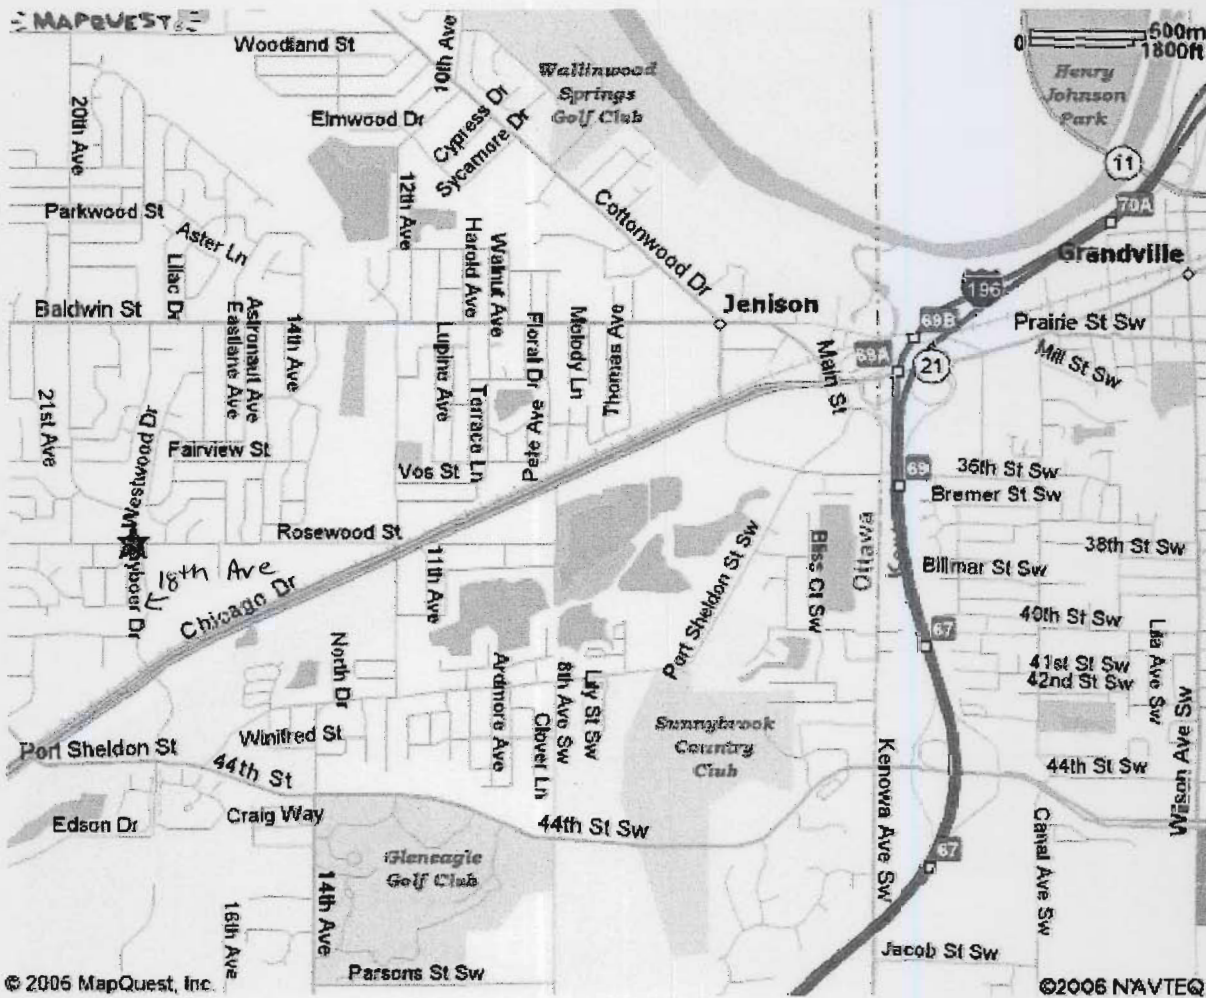 MAPQUEST
Woodland St
10th Ave
Wallinwood
Springs
Golf Club
0
600m
1800ft
Henry
Johnson
Park
20th Ave
Elmwood Dr
Cypress Dr
Sycamore Dr
11
70A
Parkwood St
Aster Ln
12th Ave
Harold Ave
Walnut Ave
Cottonwood Dr
Grandville
Lilac Dr
196
Baldwin St
Astronaut Ave
Eastlane Ave
14th Ave
Lupine Ave
Floral Dr
Melody Ln
Thuseme Ave
Jenison
69B
Prairie St Sw
69A
21
Main St
Mill St Sw
21st Ave
Westwood Dr
Terrace Ln
Pete Ave
Fairview St
Vos St
69
36th St Sw
Bremer St Sw
Rosewood St
Port Sheldon St Sw
Bliss Ct Sw
Ottawa
38th St Sw
18th Ave
Chicago Dr
11th Ave
Billmar St Sw
40th St Sw
67
North Dr
Ardmore Ave
8th Ave Sw
Lily St Sw
41st St Sw
42nd St Sw
Lila Ave Sw
Wilson Ave Sw
Port Sheldon St
Winifred St
Clover Ln
Sunnybrook
Country
Club
Kenowa Ave Sw
44th St
44th St Sw
Edson Dr
Craig Way
44th St Sw
Canal Ave Sw
Gleneagle
Golf Club
67
16th Ave
14th Ave
Parsons St Sw
Jacob St Sw
© 2006 MapQuest, Inc.
©2006 NAVTEQ